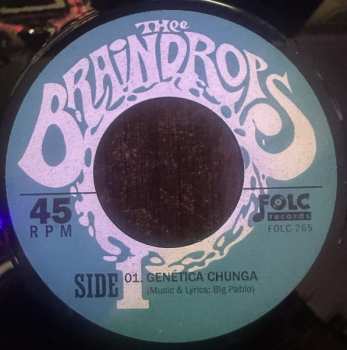 THee
BRAINDROPS
45
RPM
FOLC
records
FOLC 265
SIDE 1
01. GENÉTICA CHUNGA
(Music & Lyrics: Big Pablo)